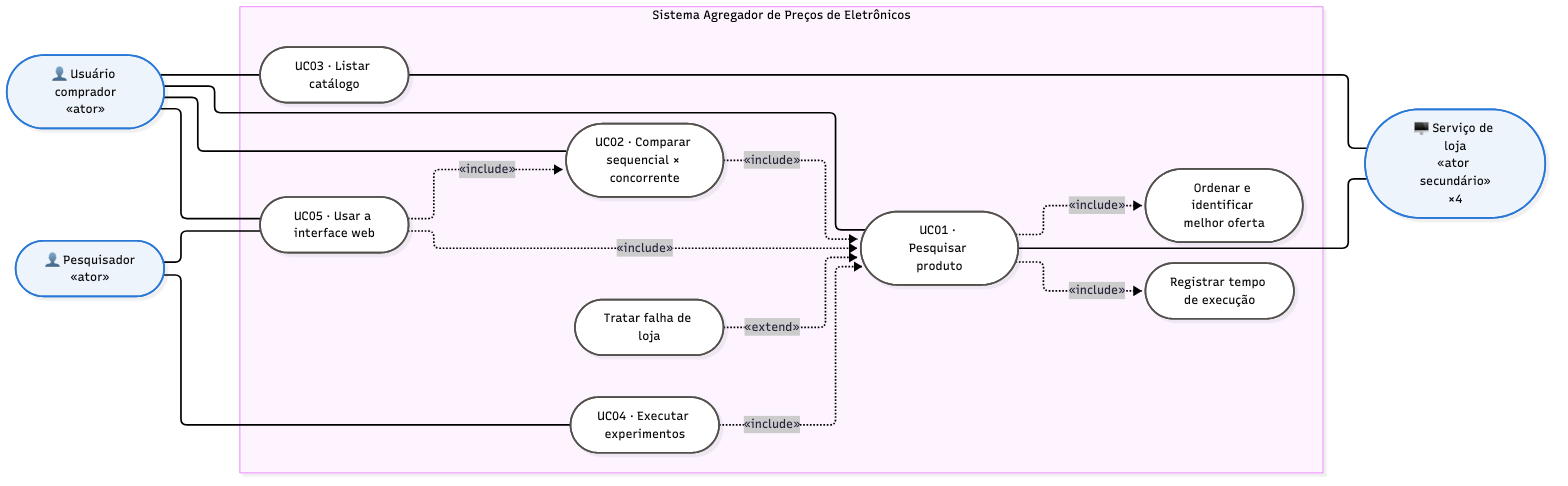 Sistema Agregador de Preços de Eletrônicos
👤 Usuário
comprador
«ator»
👤 Pesquisador
«ator»
UC03 · Listar
catálogo
UC02 · Comparar
sequencial ×
concorrente
«include»
«include»
UC05 · Usar a
interface web
«include»
UC01 ·
Pesquisar
produto
Tratar falha de
loja
«extend»
UC04 · Executar
experimentos
«include»
«include»
Ordenar e
identificar
melhor oferta
«include»
Registrar tempo
de execução
🖥️ Serviço de
loja
«ator
secundário»
×4